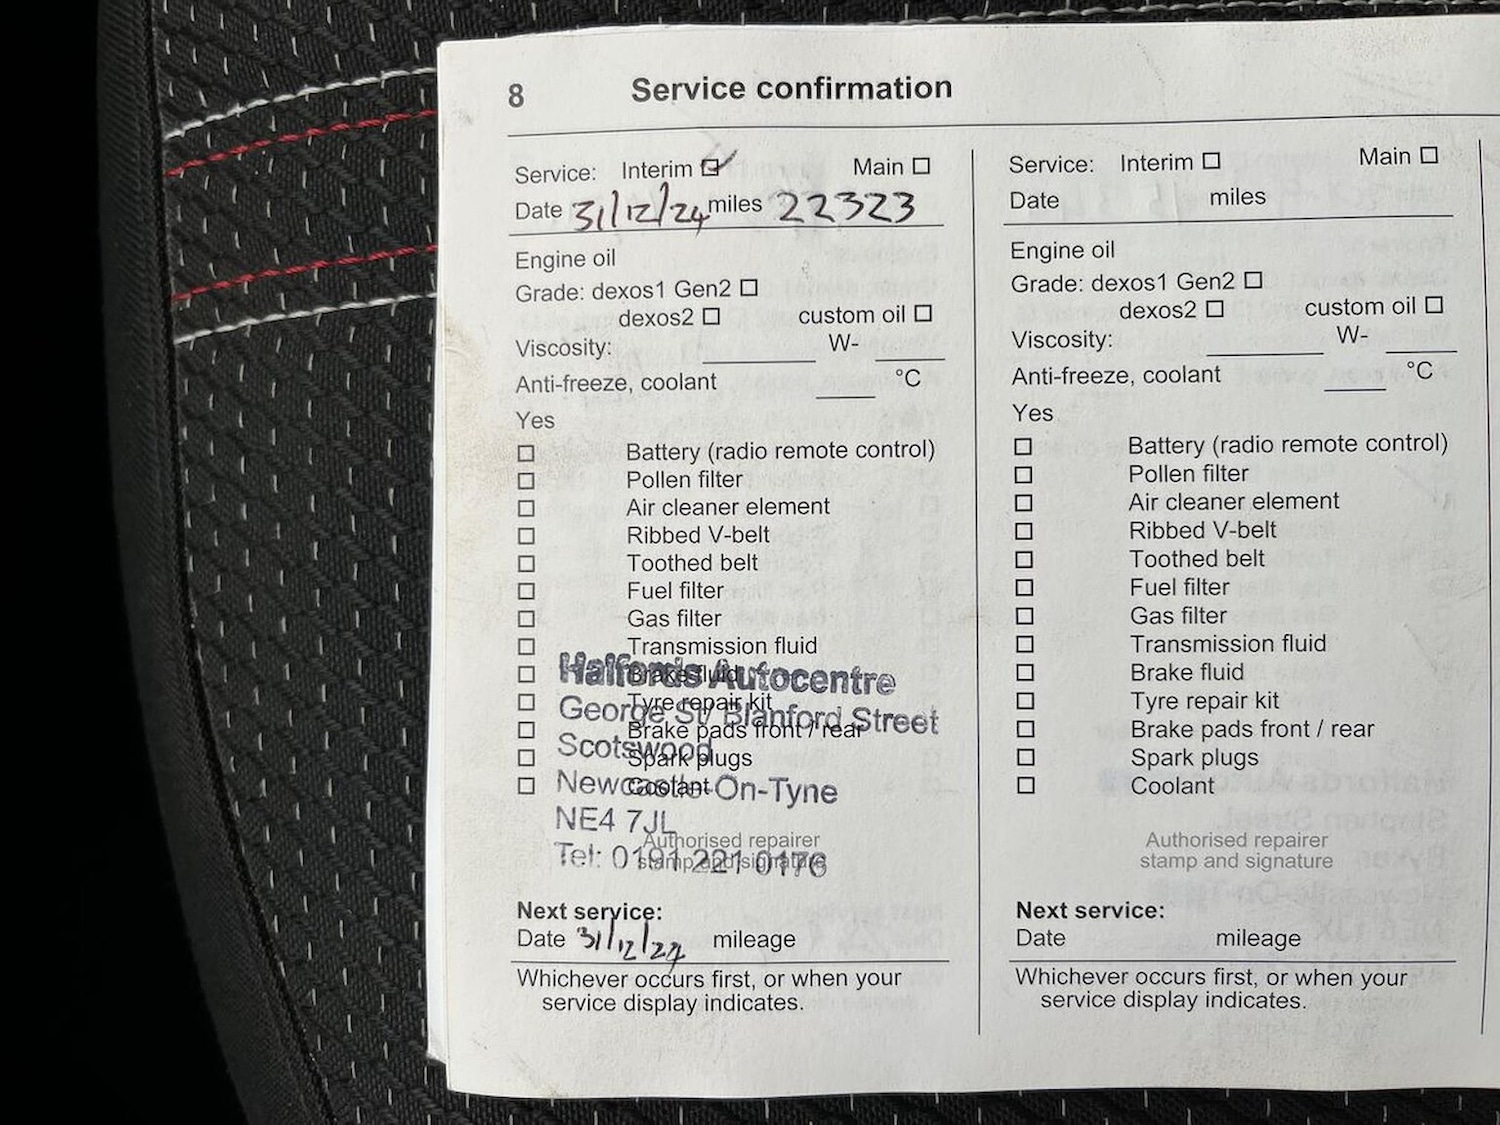 8 Service confirmation
Service: Interim Main
Date 31/12/24 miles 22323
Engine oil
Grade: dexos1 Gen2
dexos2 custom oil
Viscosity: W-
Anti-freeze, coolant °C
Yes
Battery (radio remote control)
Pollen filter
Air cleaner element
Ribbed V-belt
Toothed belt
Fuel filter
Gas filter
Transmission fluid
Brake fluid
Tyre repair kit
Brake pads front / rear
Spark plugs
Coolant
Halfords Autocentre
George St/ Blanford Street
Scotswood
Newcastle-On-Tyne
NE4 7JL
Tel: 0191 221 0176
Authorised repairer
stamp and signature
Next service:
Date 31/12/24 mileage
Whichever occurs first, or when your
service display indicates.
Service: Interim Main
Date miles
Engine oil
Grade: dexos1 Gen2
dexos2 custom oil
Viscosity: W-
Anti-freeze, coolant °C
Yes
Battery (radio remote control)
Pollen filter
Air cleaner element
Ribbed V-belt
Toothed belt
Fuel filter
Gas filter
Transmission fluid
Brake fluid
Tyre repair kit
Brake pads front / rear
Spark plugs
Coolant
Authorised repairer
stamp and signature
Next service:
Date mileage
Whichever occurs first, or when your
service display indicates.